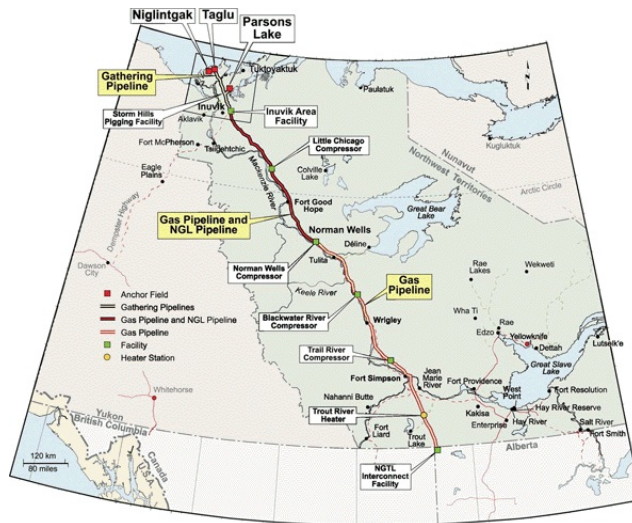 Niglintgak
Taglu
Parsons
Lake
Gathering
Pipeline
Tuktoyaktuk
Storm Hills
Pigging Facility
Inuvik
Aklavik
Inuvik Area
Facility
Paulatuk
Fort McPherson
Tsiigehtchic
Little Chicago
Compressor
Kugluktuk
Nunavut
Northwest Territories
Eagle
Plains
Mackenzie River
Colville
Lake
Arctic Circle
Dempster Highway
Fort Good
Hope
Great Bear
Lake
Gas Pipeline and
NGL Pipeline
Norman Wells
Déline
Dawson
City
Norman Wells
Compressor
Tulita
Keele River
Gas
Pipeline
Rae
Lakes
Wekweti
Anchor Field
Gathering Pipelines
Gas Pipeline and NGL Pipeline
Gas Pipeline
Facility
Heater Station
Blackwater River
Compressor
Wrigley
Wha Ti
Rae
Edzo
Yellowknife
Dettah
Lutselk'e
Trail River
Compressor
Great Slave
Lake
Whitehorse
Fort Simpson
Jean
Marie
River
Fort Providence
West
Point
Fort Resolution
Nahanni Butte
Kakisa
Hay River Reserve
Trout River
Heater
Enterprise
Hay River
Salt River
Fort Smith
Yukon
British Columbia
Fort
Liard
Trout
Lake
Alberta
NGTL
Interconnect
Facility
120 km
80 miles
Canada
U.S.A.
N